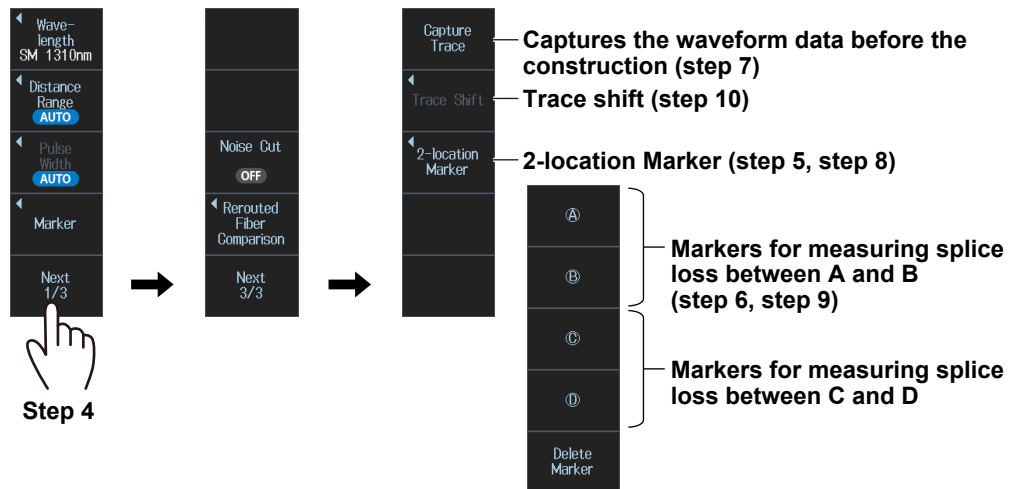 Wave-
length
SM 1310nm
Distance
Range
AUTO
Pulse
Width
AUTO
Marker
Next
1/3
Step 4
Noise Cut
OFF
Rerouted
Fiber
Comparison
Next
3/3
Capture
Trace
Trace Shift
2-location
Marker
Captures the waveform data before the
construction (step 7)
Trace shift (step 10)
2-location Marker (step 5, step 8)
Ⓐ
Ⓑ
Ⓒ
Ⓓ
Delete
Marker
Markers for measuring splice
loss between A and B
(step 6, step 9)
Markers for measuring splice
loss between C and D